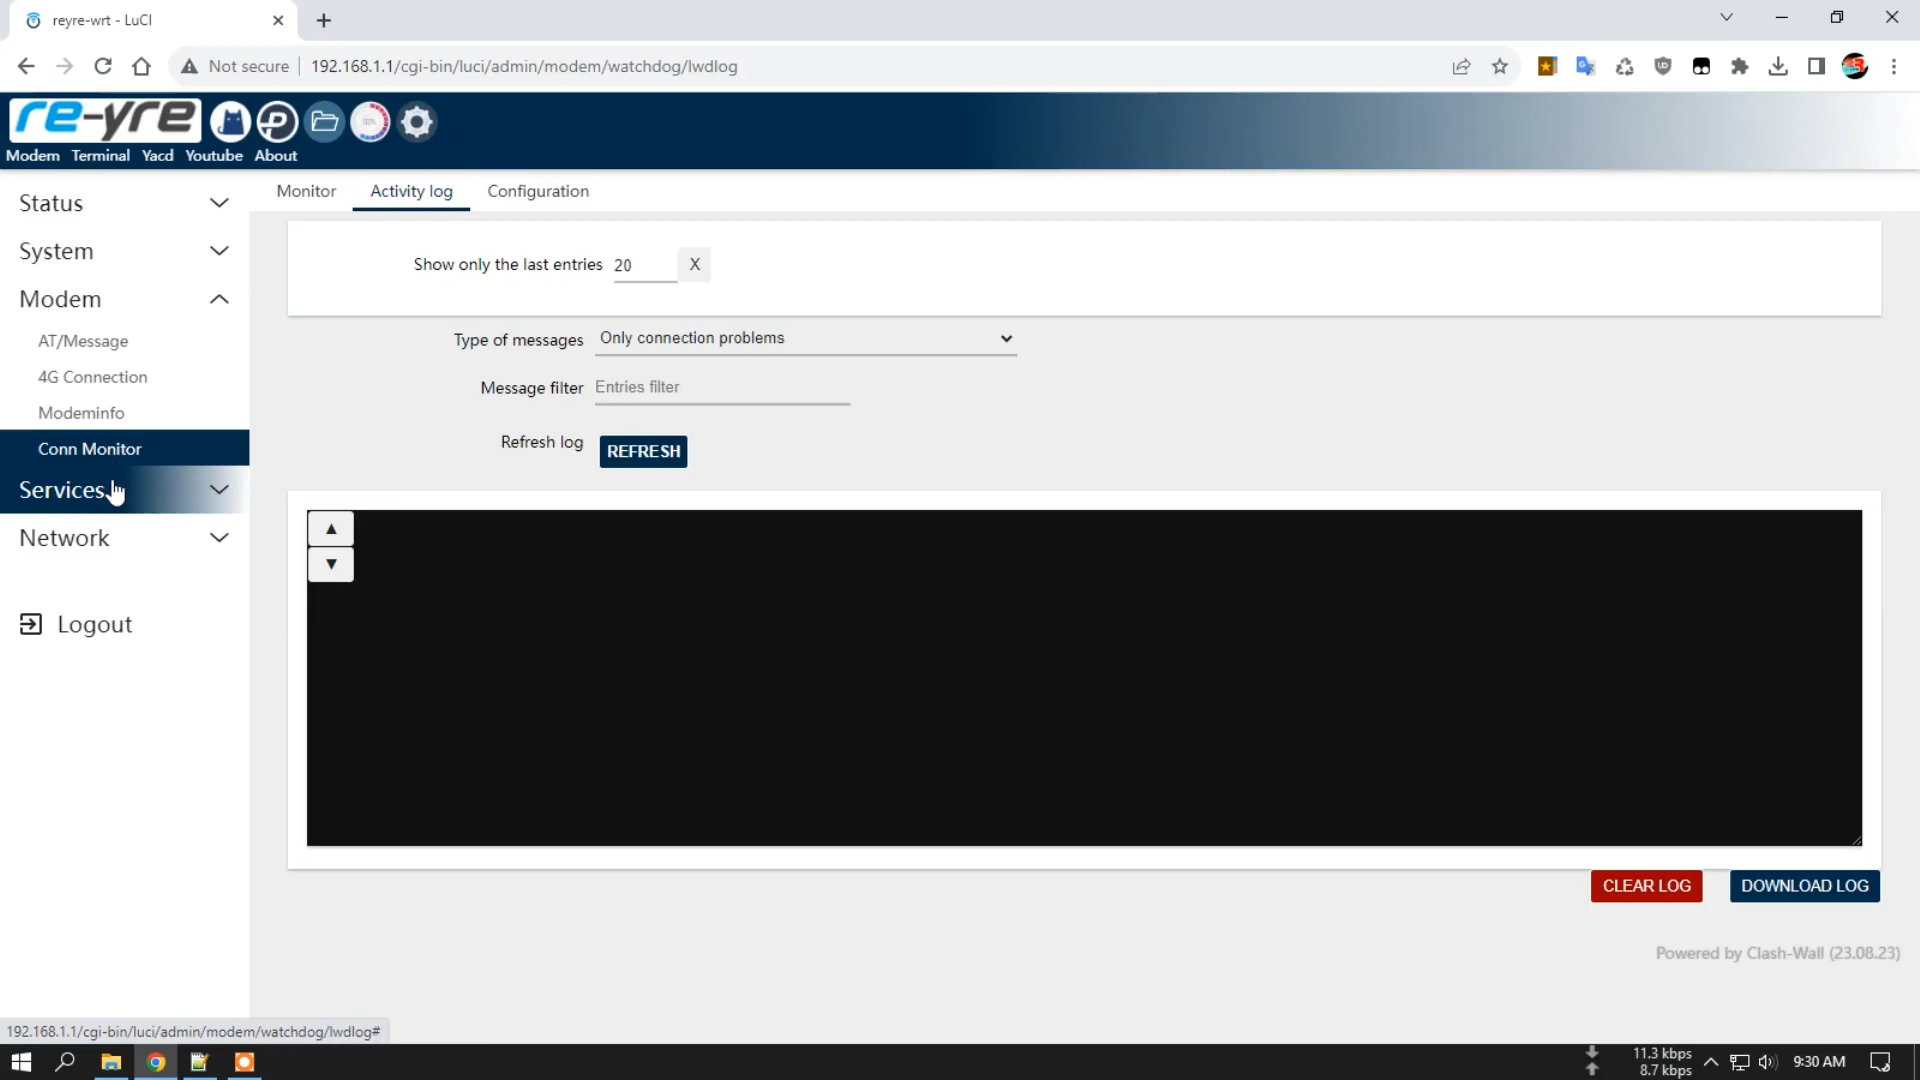 reyre-wrt - LuCI
Not secure
192.168.1.1/cgi-bin/luci/admin/modem/watchdog/lwdlog
re-yre
Modem Terminal Yacd Youtube About
Status
System
Modem
AT/Message
4G Connection
Modeminfo
Conn Monitor
Services
Network
Logout
Monitor Activity log Configuration
Show only the last entries 20 X
Type of messages Only connection problems
Message filter Entries filter
Refresh log REFRESH
▲
▼
CLEAR LOG DOWNLOAD LOG
Powered by Clash-Wall (23.08.23)
192.168.1.1/cgi-bin/luci/admin/modem/watchdog/lwdlog#
11.3 kbps
8.7 kbps
9:30 AM